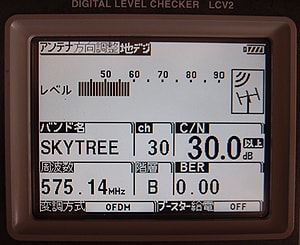 DIGITAL LEVEL CHECKER LCV2
アンテナ方向調整 地デジ
50 60 70 80 90
レベル
バンド名 ch C/N
SKYTREE 30 30.0 dB 以上
周波数 階層 BER
575.14 MHz B 0.00
変調方式 OFDM ブースター給電 OFF